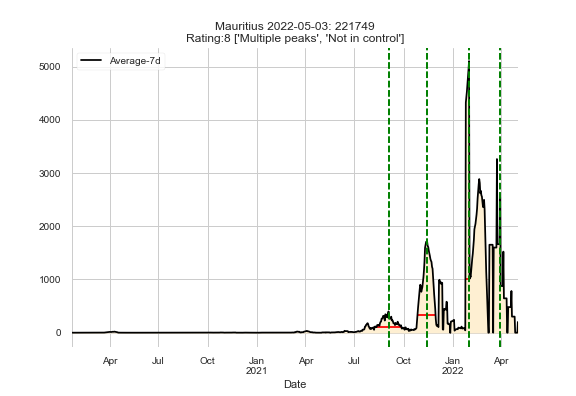 Mauritius 2022-05-03: 221749
Rating:8 ['Multiple peaks', 'Not in control']
Average-7d
5000
4000
3000
2000
1000
0
Apr Jul Oct Jan Apr Jul Oct Jan Apr
2021 2022
Date